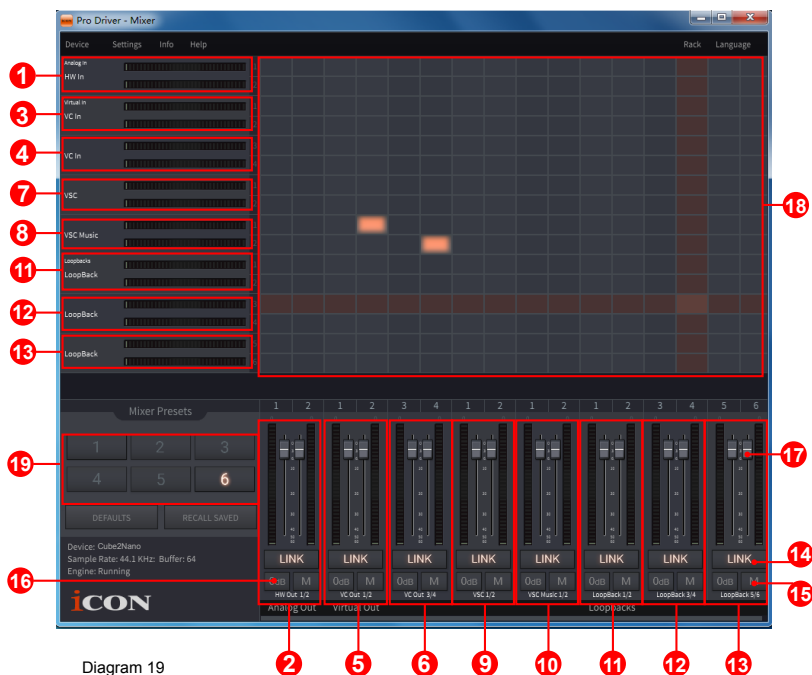 Pro Driver - Mixer
Device Settings Info Help Rack Language
Analog In
1 HW In
Virtual In
3 VC In
4 VC In
7 VSC
18
8 VSC Music
Loopbacks
11 LoopBack
12 LoopBack
13 LoopBack
1 2 1 2 3 4 1 2 1 2 1 2 3 4 5 6
Mixer Presets
19
1 2 3
4 5 6
17
DEFAULTS RECALL SAVED
Device: Cube2Nano
Sample Rate: 44.1 KHz: Buffer: 64
Engine: Running
iCON
LINK LINK LINK LINK LINK LINK LINK LINK 14
16 0dB M 0dB M 0dB M 0dB M 0dB M 0dB M 0dB M 0dB M 15
HW Out 1/2 VC Out 1/2 VC Out 3/4 VSC 1/2 VSC Music 1/2 LoopBack 1/2 LoopBack 3/4 LoopBack 5/6
Analog Out Virtual Out Loopbacks
2 5 6 9 10 11 12 13
Diagram 19